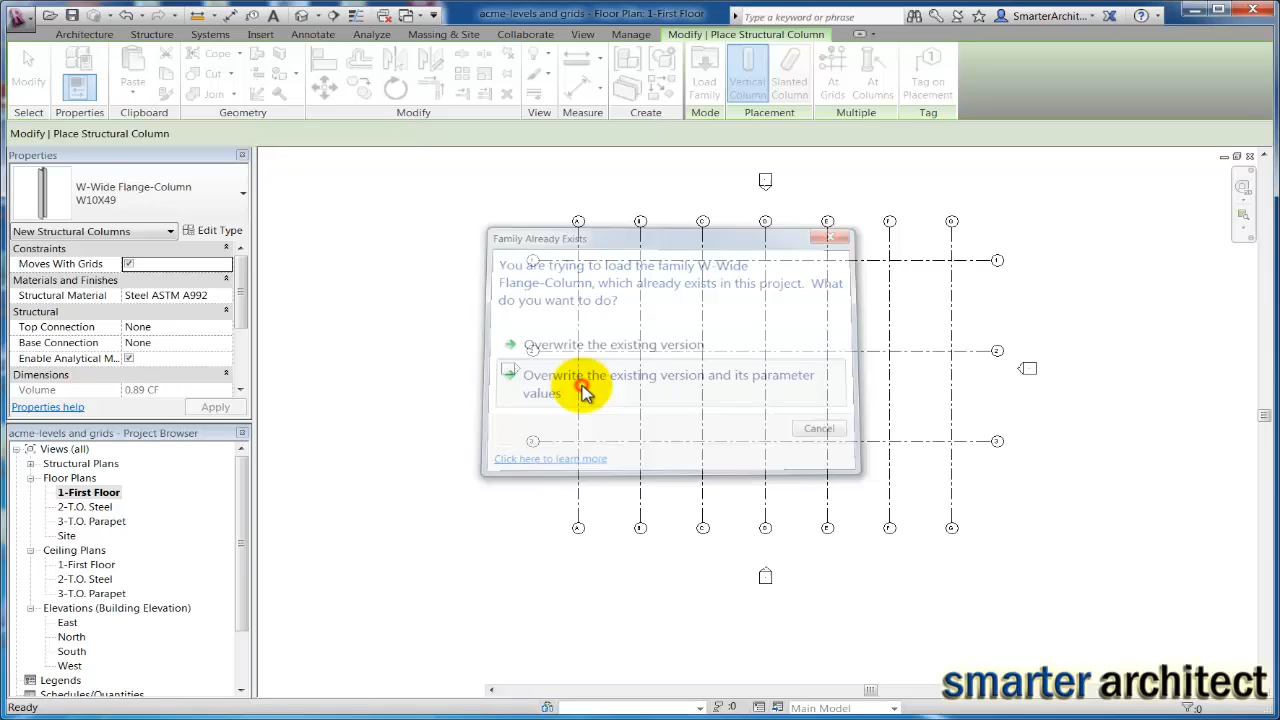 acme-levels and grids - Floor Plan: 1-First Floor
Type a keyword or phrase
SmarterArchit...
Architecture Structure Systems Insert Annotate Analyze Massing & Site Collaborate View Manage Modify | Place Structural Column
Modify
Paste
Cope
Cut
Join
Load Family
Vertical Column
Slanted Column
At Grids
At Columns
Tag on Placement
Select Properties Clipboard Geometry Modify View Measure Create Mode Placement Multiple Tag
Modify | Place Structural Column
Properties
W-Wide Flange-Column
W10X49
New Structural Columns
Edit Type
Constraints
Moves With Grids
Materials and Finishes
Structural Material Steel ASTM A992
Structural
Top Connection None
Base Connection None
Enable Analytical M...
Dimensions
Volume 0.89 CF
Properties help
Apply
acme-levels and grids - Project Browser
Views (all)
Structural Plans
Floor Plans
1-First Floor
2-T.O. Steel
3-T.O. Parapet
Site
Ceiling Plans
1-First Floor
2-T.O. Steel
3-T.O. Parapet
Elevations (Building Elevation)
East
North
South
West
Legends
Schedules/Quantities
A B C D E F G
Family Already Exists
1 1
You are trying to load the family W-Wide
Flange-Column, which already exists in this project. What
do you want to do?
Overwrite the existing version
2 2
Overwrite the existing version and its parameter
values
Cancel
3 3
Click here to learn more
A B C D E F G
smarter architect
Ready
:0
Main Model
:0